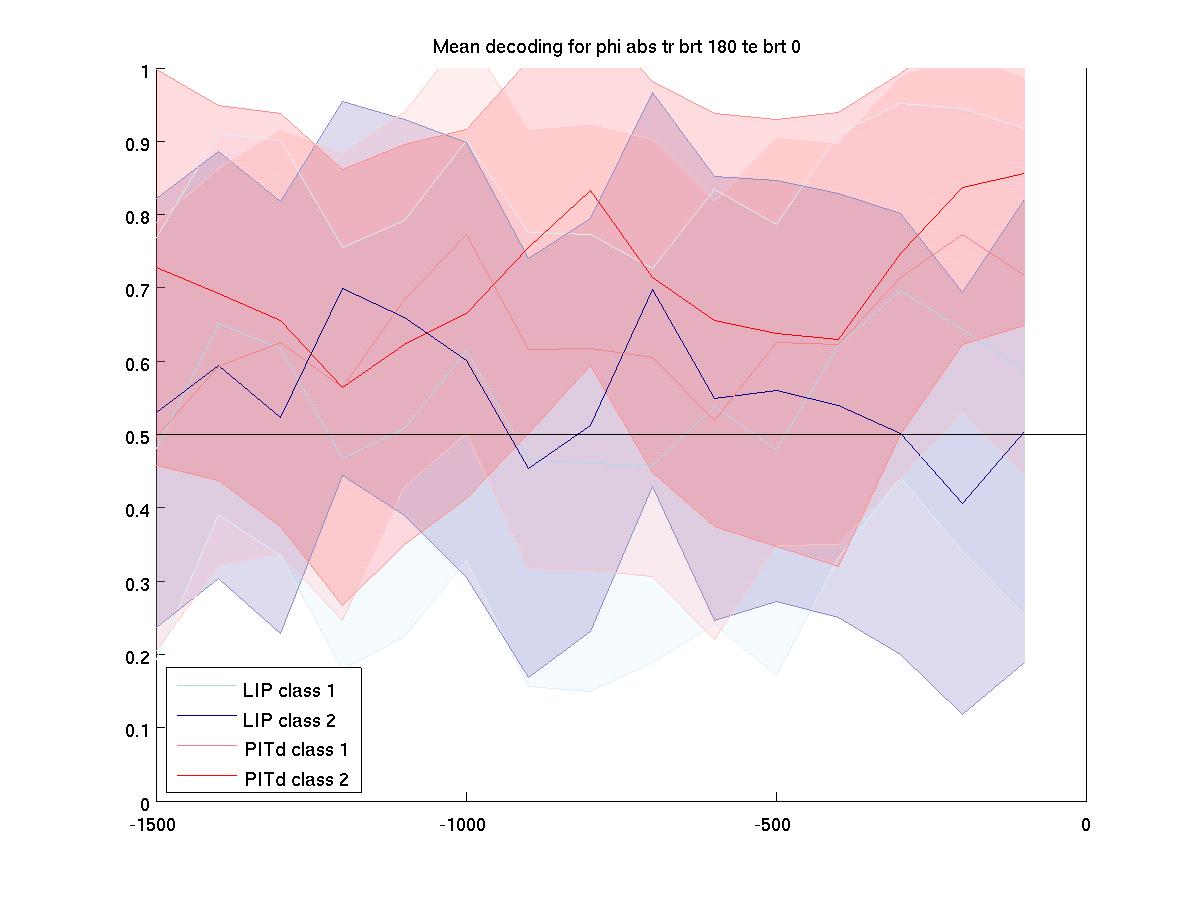 Mean decoding for phi abs tr brt 180 te brt 0
1
0.9
0.8
0.7
0.6
0.5
0.4
0.3
0.2
0.1
0
LIP class 1
LIP class 2
PITd class 1
PITd class 2
-1500 -1000 -500 0